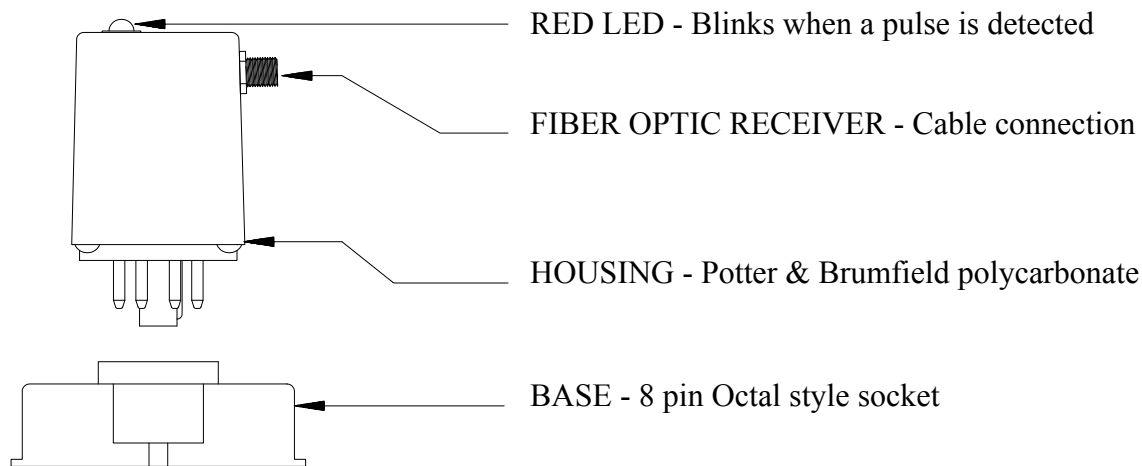 RED LED - Blinks when a pulse is detected
FIBER OPTIC RECEIVER - Cable connection
HOUSING - Potter & Brumfield polycarbonate
BASE - 8 pin Octal style socket